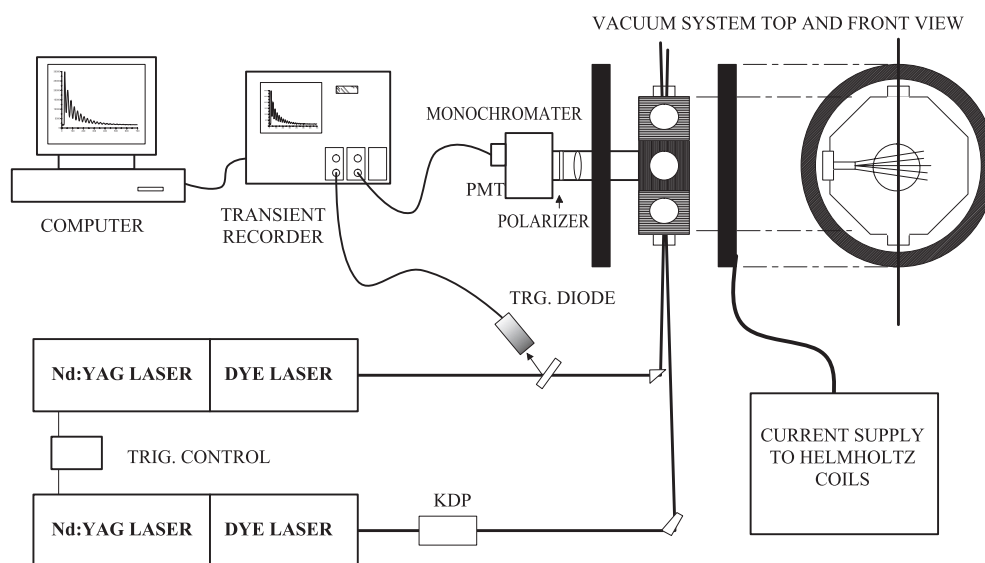 VACUUM SYSTEM TOP AND FRONT VIEW
MONOCHROMATER
PMT
POLARIZER
COMPUTER
TRANSIENT
RECORDER
TRG. DIODE
Nd:YAG LASER
DYE LASER
TRIG. CONTROL
CURRENT SUPPLY
TO HELMHOLTZ
COILS
KDP
Nd:YAG LASER
DYE LASER